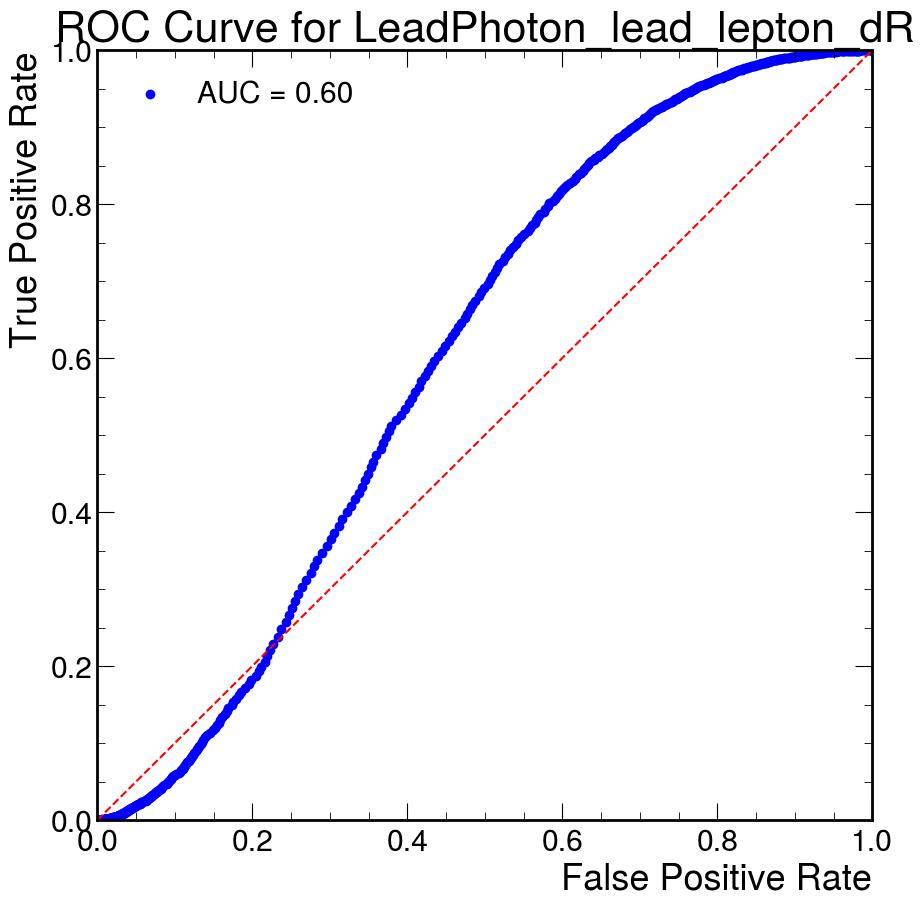 ROC Curve for LeadPhoton_lead_lepton_dR
True Positive Rate
1.0
0.8
0.6
0.4
0.2
0.0
AUC = 0.60
0.0 0.2 0.4 0.6 0.8 1.0
False Positive Rate